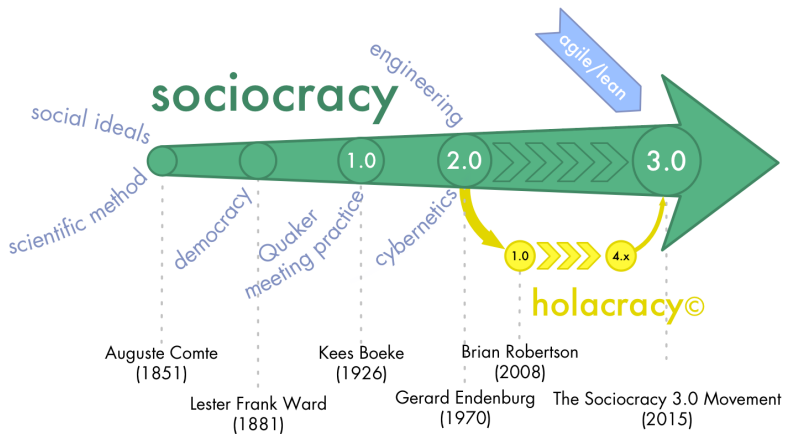 engineering
agile/lean
sociocracy
social ideals
1.0
2.0
3.0
scientific method
democracy
Quaker
meeting practice
cybernetics
1.0
4.x
holacracy©
Auguste Comte
(1851)
Kees Boeke
(1926)
Brian Robertson
(2008)
Lester Frank Ward
(1881)
Gerard Endenburg
(1970)
The Sociocracy 3.0 Movement
(2015)